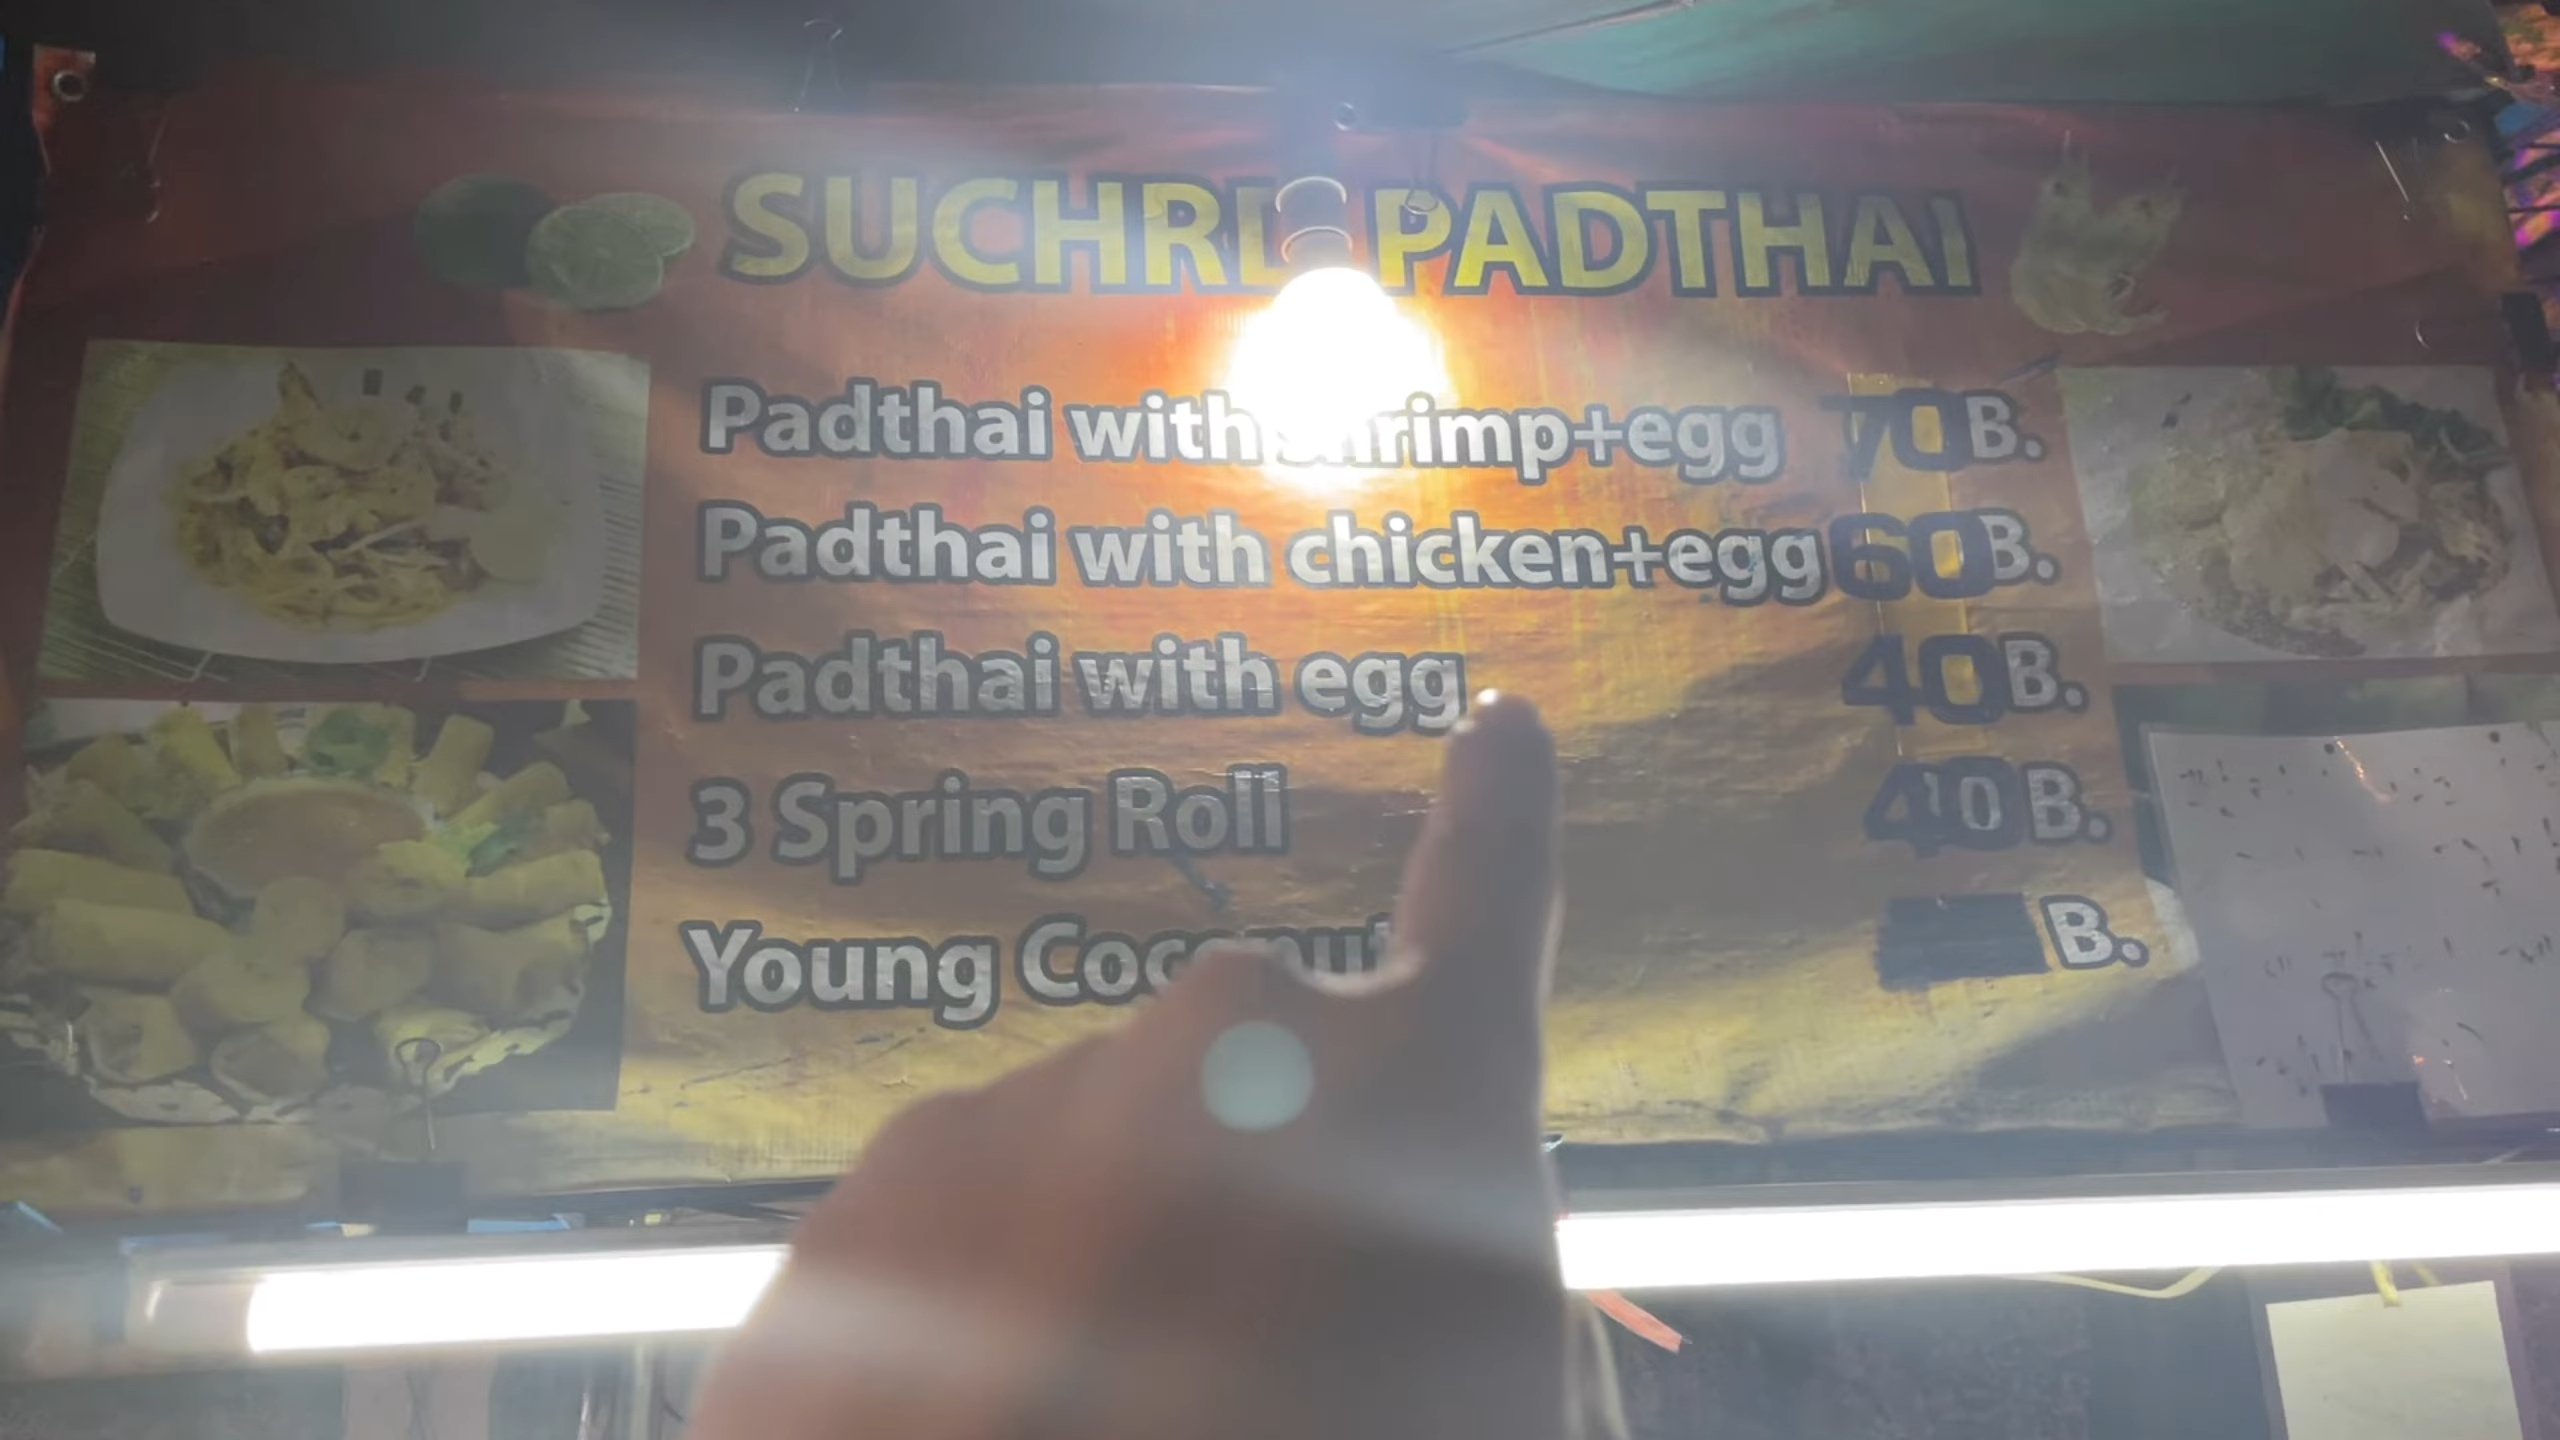 PADTHAI
Padthai with shrimp+egg 70 B.
Padthai with chicken+egg 60 B.
Padthai with egg 40 B.
3 Spring Roll 40 B.
Young Coconut B.